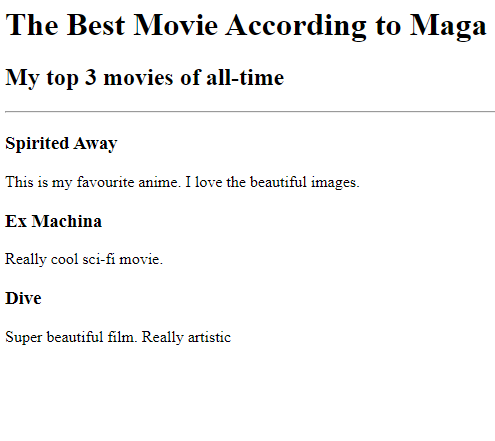 The Best Movie According to Maga
My top 3 movies of all-time
Spirited Away
This is my favourite anime. I love the beautiful images.
Ex Machina
Really cool sci-fi movie.
Dive
Super beautiful film. Really artistic